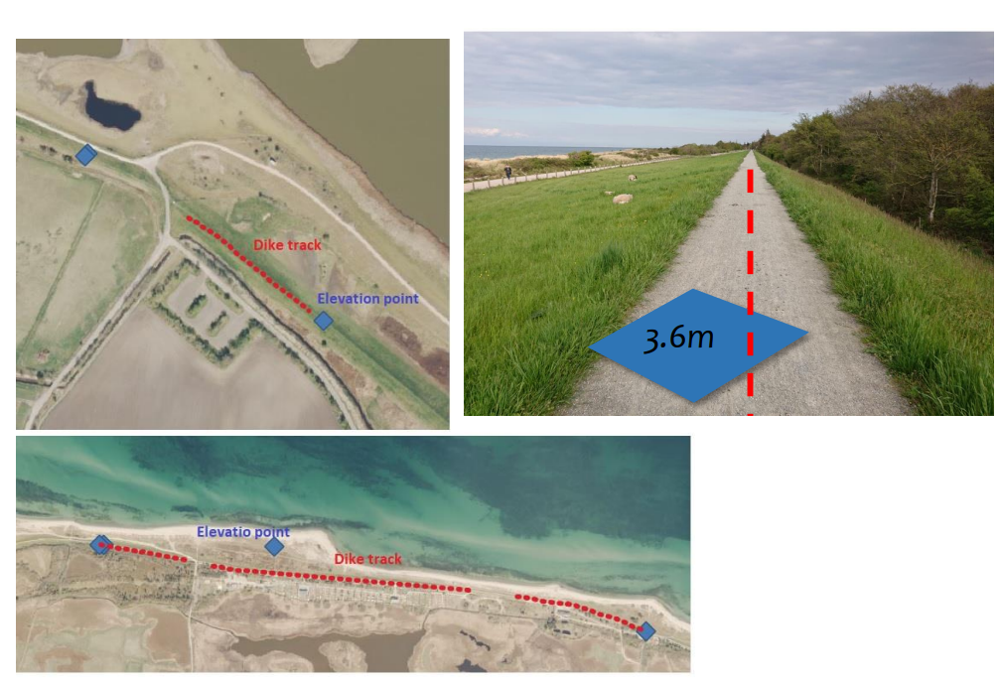 Dike track
Elevation point
3.6m
Elevatio point
Dike track